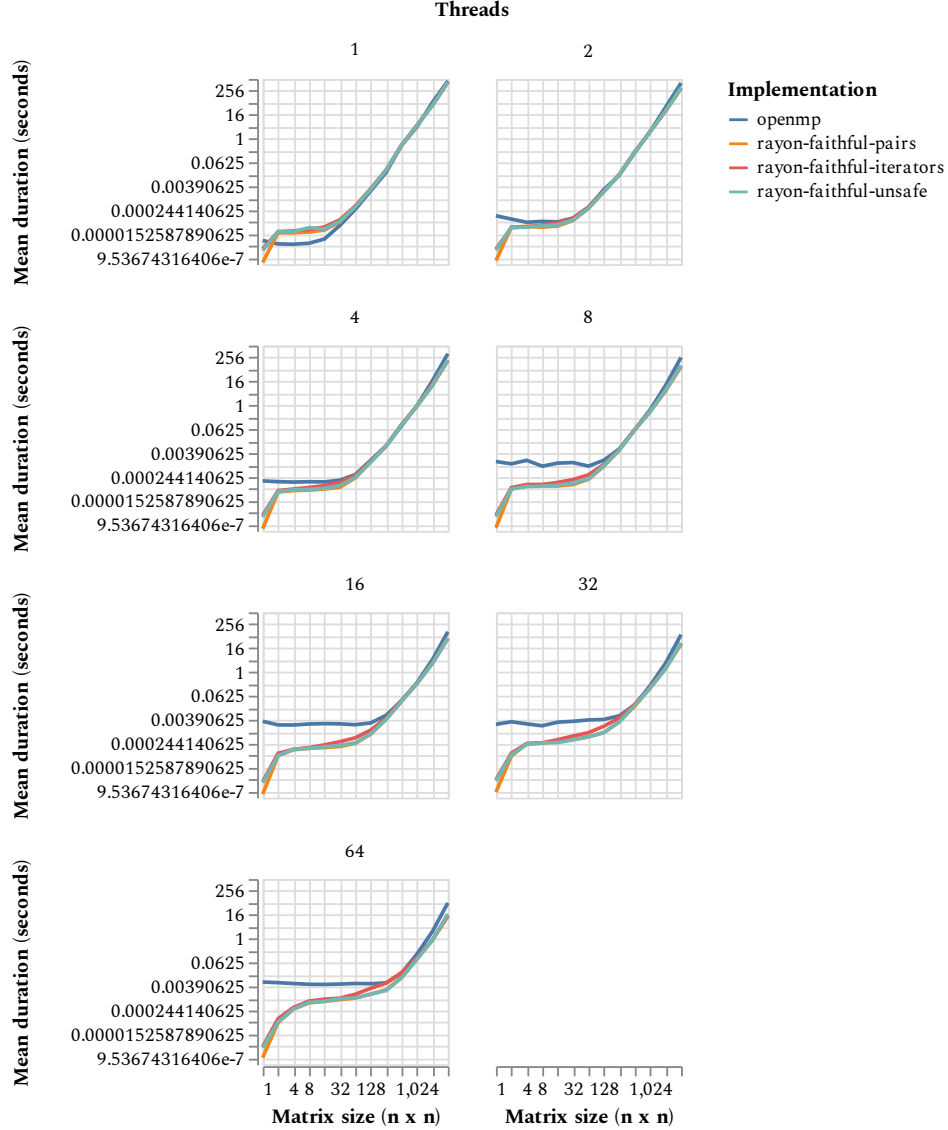 Threads
1
2
Mean duration (seconds)
256
16
1
0.0625
0.00390625
0.000244140625
0.0000152587890625
9.53674316406e-7
Implementation
openmp
rayon-faithful-pairs
rayon-faithful-iterators
rayon-faithful-unsafe
4
8
Mean duration (seconds)
256
16
1
0.0625
0.00390625
0.000244140625
0.0000152587890625
9.53674316406e-7
16
32
Mean duration (seconds)
256
16
1
0.0625
0.00390625
0.000244140625
0.0000152587890625
9.53674316406e-7
64
Mean duration (seconds)
256
16
1
0.0625
0.00390625
0.000244140625
0.0000152587890625
9.53674316406e-7
1 4 8 32 128 1,024
Matrix size (n x n)
1 4 8 32 128 1,024
Matrix size (n x n)